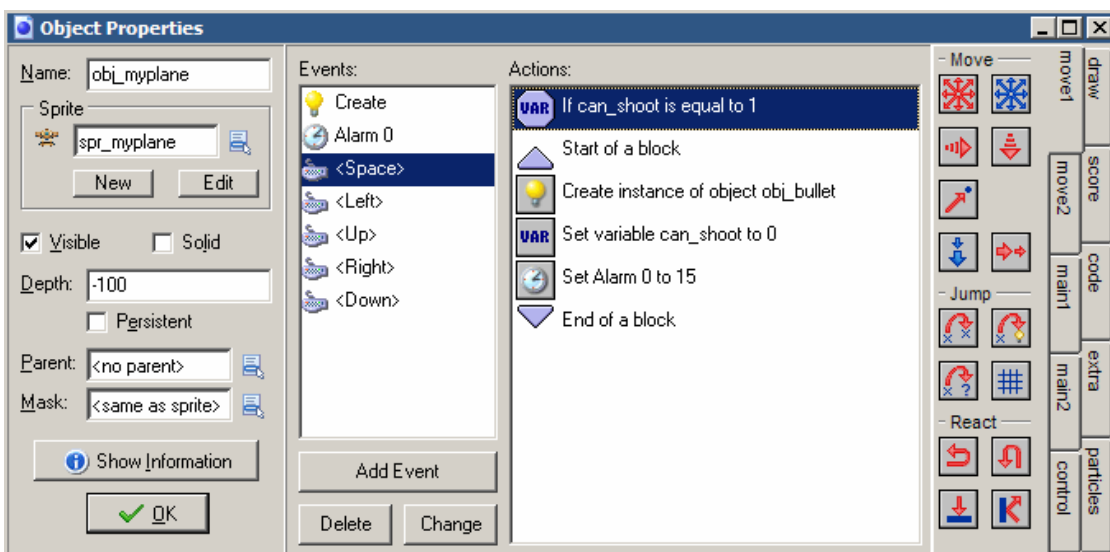 Object Properties
Name: obj_myplane
Sprite
spr_myplane
New Edit
Visible Solid
Depth: -100
Persistent
Parent: <no parent>
Mask: <same as sprite>
Show Information
OK
Events:
Create
Alarm 0
<Space>
<Left>
<Up>
<Right>
<Down>
Add Event
Delete Change
Actions:
VAR If can_shoot is equal to 1
Start of a block
Create instance of object obj_bullet
VAR Set variable can_shoot to 0
Set Alarm 0 to 15
End of a block
Move
Jump
React
move1
move2
main1
main2
control
draw
score
code
extra
particles